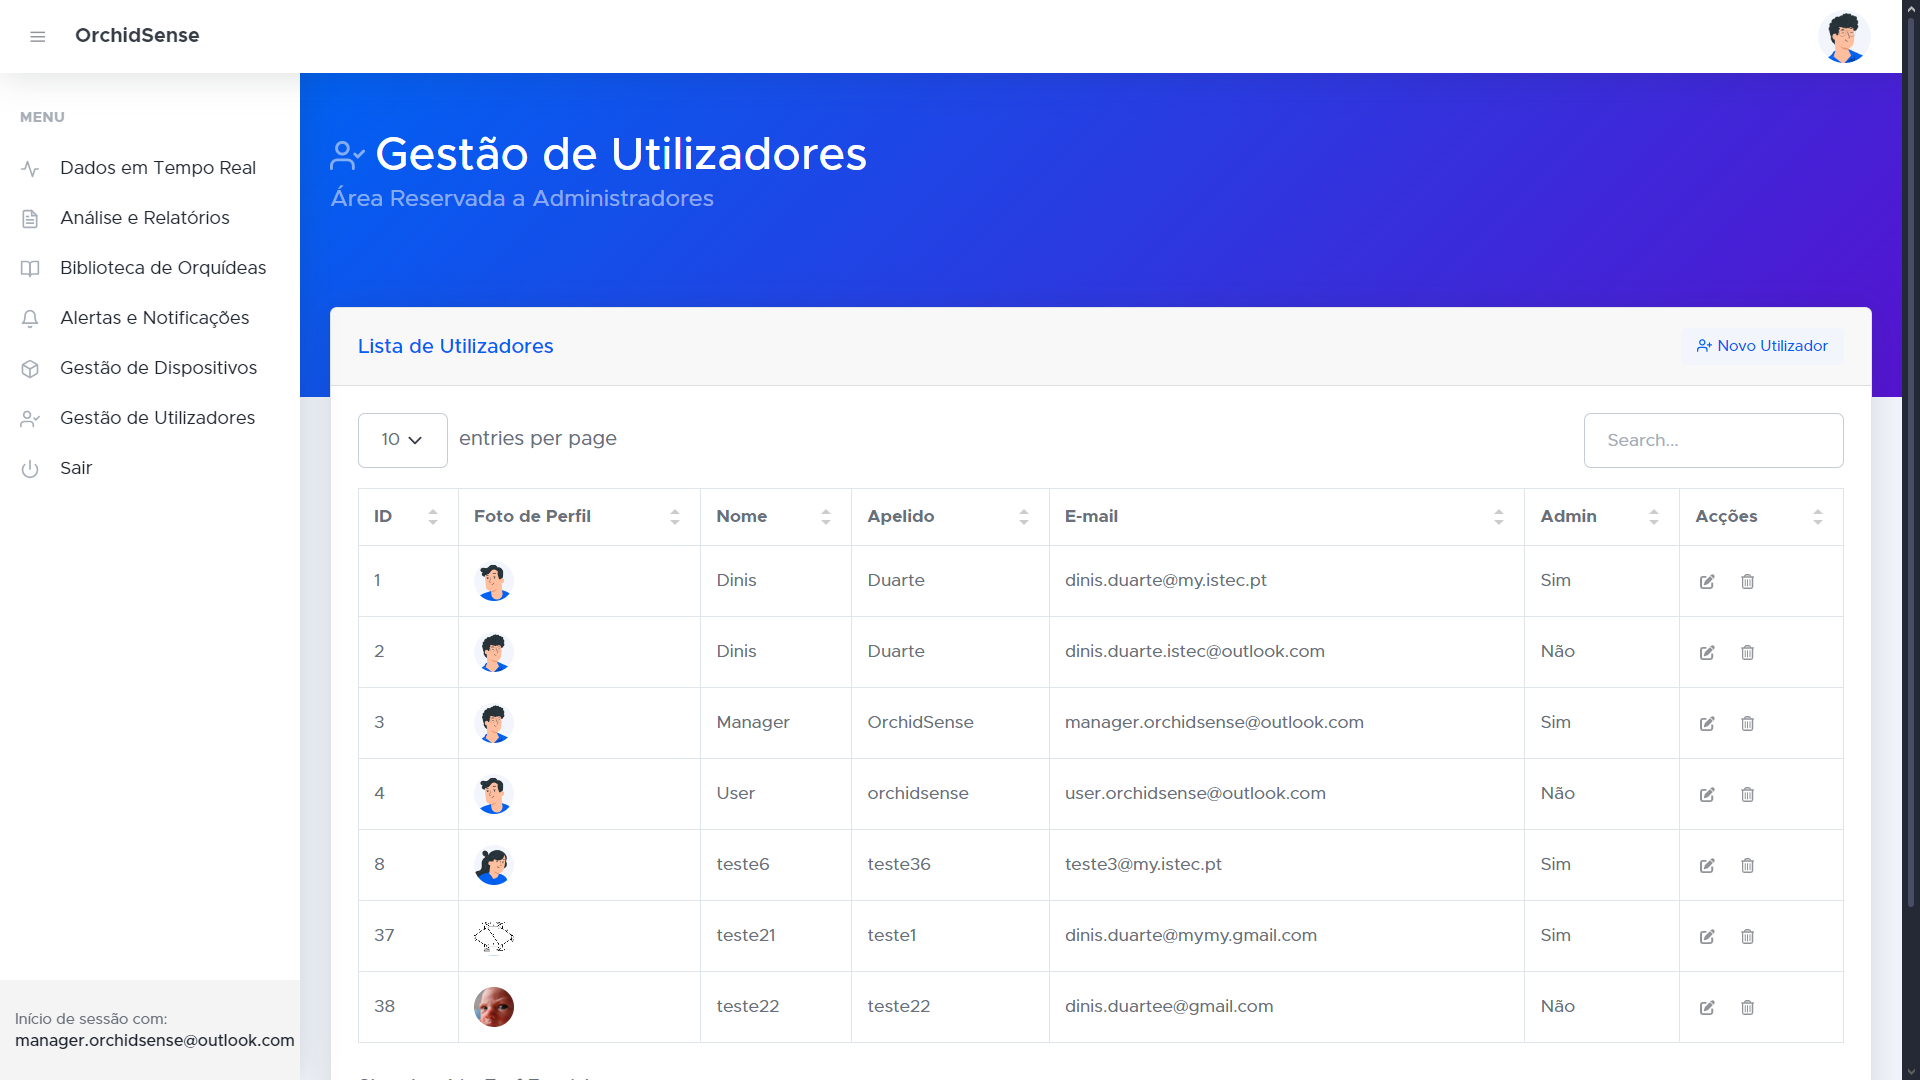 OrchidSense
MENU
Dados em Tempo Real
Análise e Relatórios
Biblioteca de Orquídeas
Alertas e Notificações
Gestão de Dispositivos
Gestão de Utilizadores
Sair
Início de sessão com:
manager.orchidsense@outlook.com
Gestão de Utilizadores
Área Reservada a Administradores
Lista de Utilizadores
Novo Utilizador
10 entries per page
Search...
ID Foto de Perfil Nome Apelido E-mail Admin Acções
1 Dinis Duarte dinis.duarte@my.istec.pt Sim
2 Dinis Duarte dinis.duarte.istec@outlook.com Não
3 Manager OrchidSense manager.orchidsense@outlook.com Sim
4 User orchidsense user.orchidsense@outlook.com Não
8 teste6 teste36 teste3@my.istec.pt Sim
37 teste21 teste1 dinis.duarte@mymy.gmail.com Sim
38 teste22 teste22 dinis.duartee@gmail.com Não